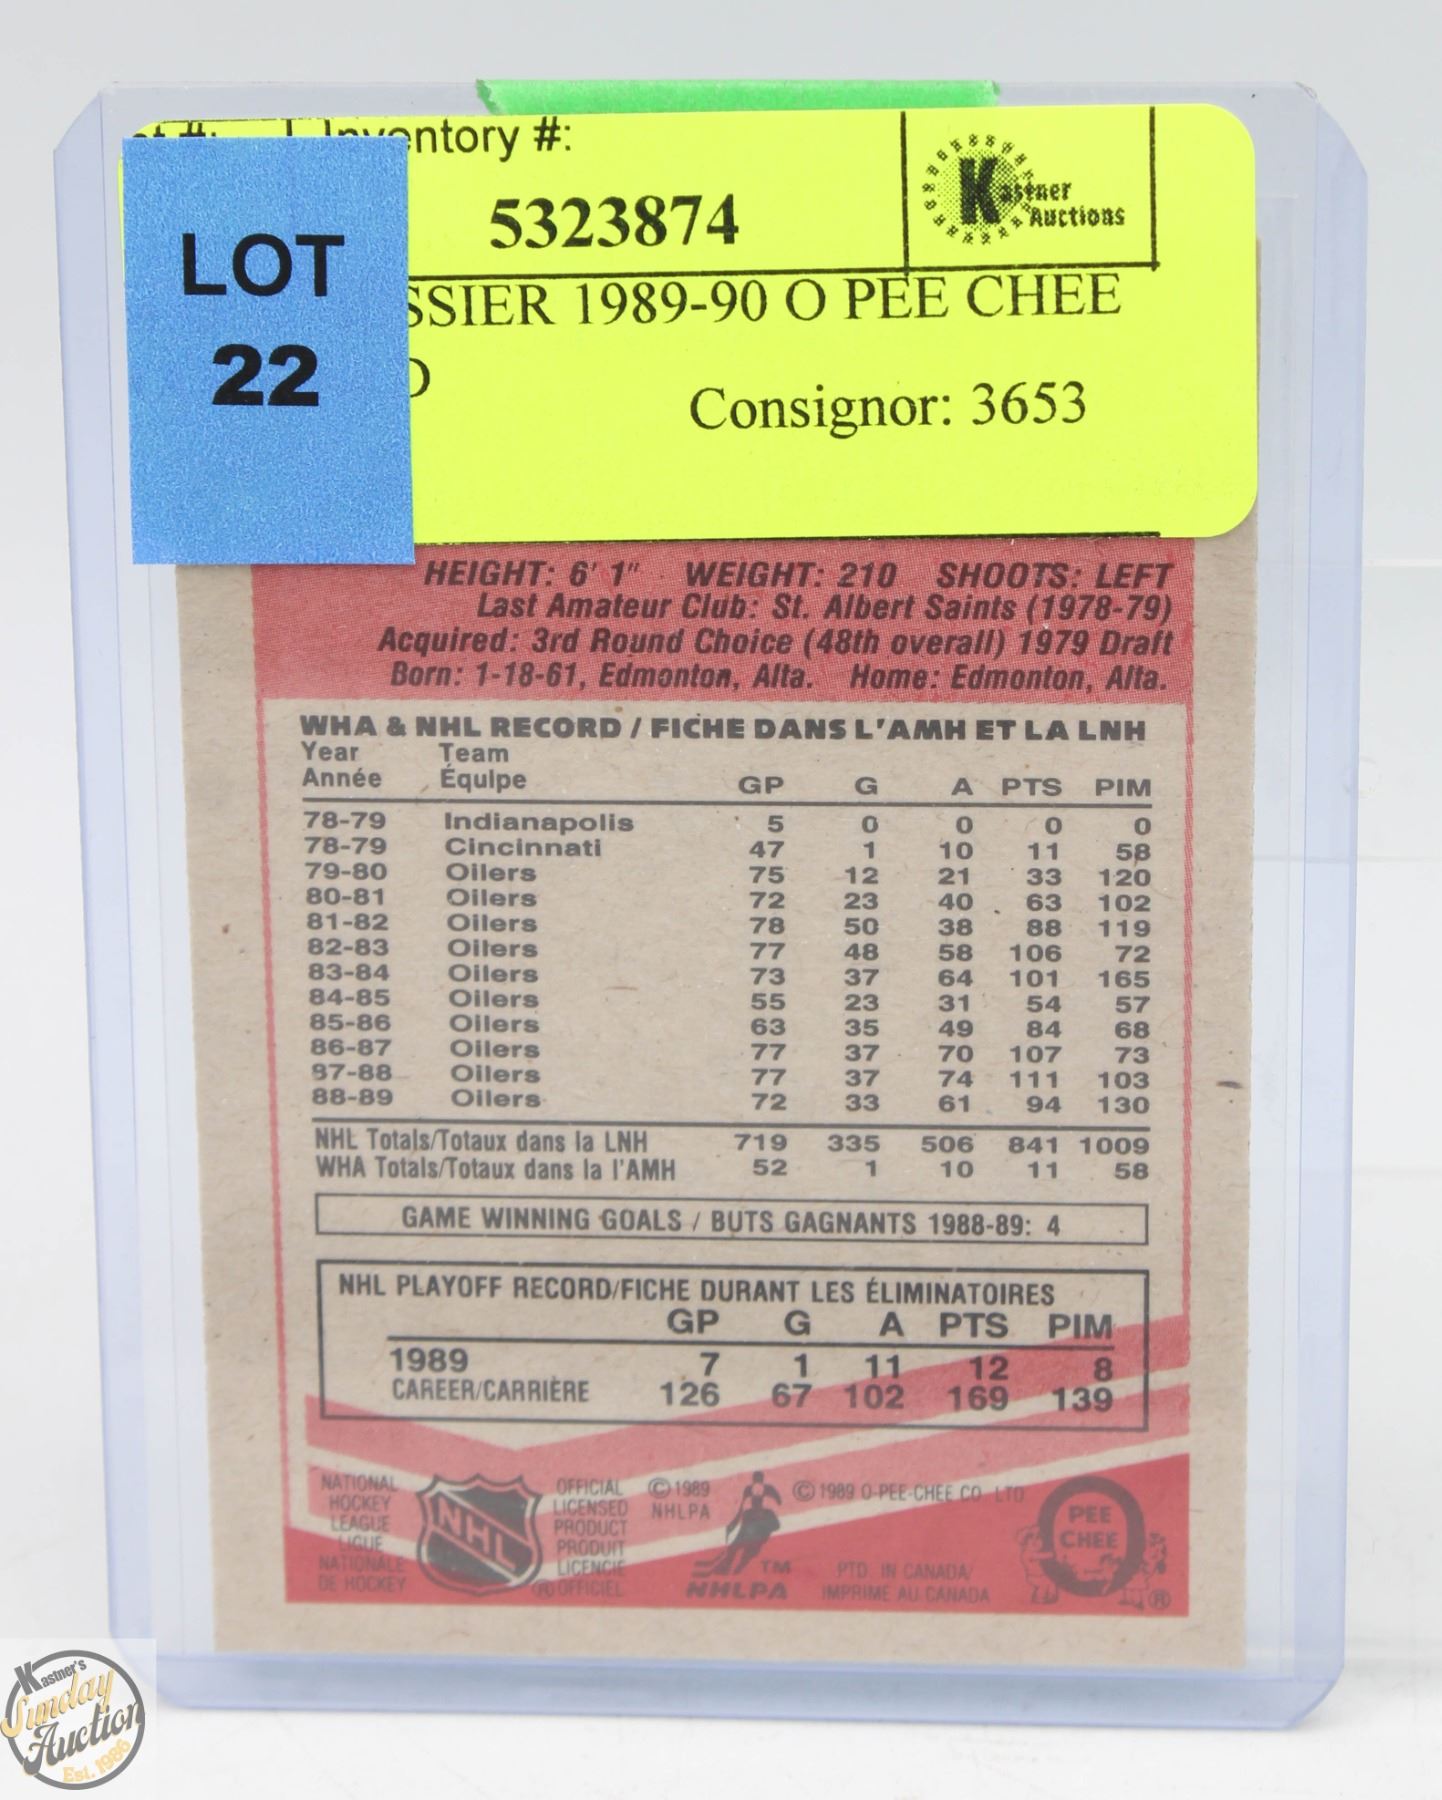 Inventory #:
5323874
Kastner
Auctions
LOT
22
SSIER 1989-90 O PEE CHEE
D
Consignor: 3653
HEIGHT: 6' 1" WEIGHT: 210 SHOOTS: LEFT
Last Amateur Club: St. Albert Saints (1978-79)
Acquired: 3rd Round Choice (48th overall) 1979 Draft
Born: 1-18-61, Edmonton, Alta. Home: Edmonton, Alta.
WHA & NHL RECORD / FICHE DANS L'AMH ET LA LNH
Year Team
Année Équipe GP G A PTS PIM
78-79 Indianapolis 5 0 0 0 0
78-79 Cincinnati 47 1 10 11 58
79-80 Oilers 75 12 21 33 120
80-81 Oilers 72 23 40 63 102
81-82 Oilers 78 50 38 88 119
82-83 Oilers 77 48 58 106 72
83-84 Oilers 73 37 64 101 165
84-85 Oilers 55 23 31 54 57
85-86 Oilers 63 35 49 84 68
86-87 Oilers 77 37 70 107 73
87-88 Oilers 77 37 74 111 103
88-89 Oilers 72 33 61 94 130
NHL Totals/Totaux dans la LNH 719 335 506 841 1009
WHA Totals/Totaux dans la l'AMH 52 1 10 11 58
GAME WINNING GOALS / BUTS GAGNANTS 1988-89: 4
NHL PLAYOFF RECORD/FICHE DURANT LES ÉLIMINATOIRES
GP G A PTS PIM
1989 7 1 11 12 8
CAREER/CARRIÈRE 126 67 102 169 139
NATIONAL
HOCKEY
LEAGUE
LIGUE
NATIONALE
DE HOCKEY
NHL
OFFICIAL
LICENSED
PRODUCT
PRODUIT
LICENCIÉ
® OFFICIEL
© 1989
NHLPA
TM
NHLPA
© 1989 O-PEE-CHEE CO. LTD
PTD. IN CANADA/
IMPRIMÉ AU CANADA
PEE
CHEE
®
Kastner's
Sunday
Auction
Est. 1986